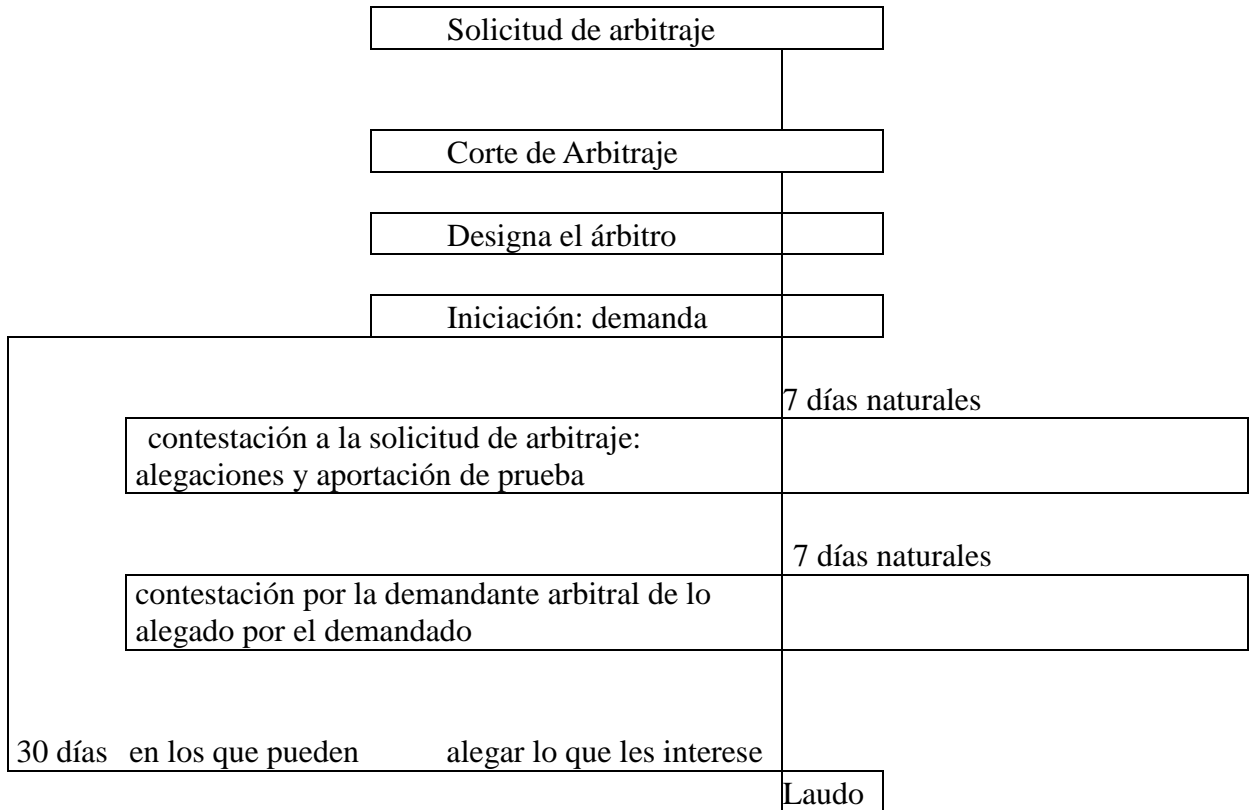 Solicitud de arbitraje
Corte de Arbitraje
Designa el árbitro
Iniciación: demanda
7 días naturales
contestación a la solicitud de arbitraje:
alegaciones y aportación de prueba
7 días naturales
contestación por la demandante arbitral de lo
alegado por el demandado
30 días en los que pueden alegar lo que les interese
Laudo